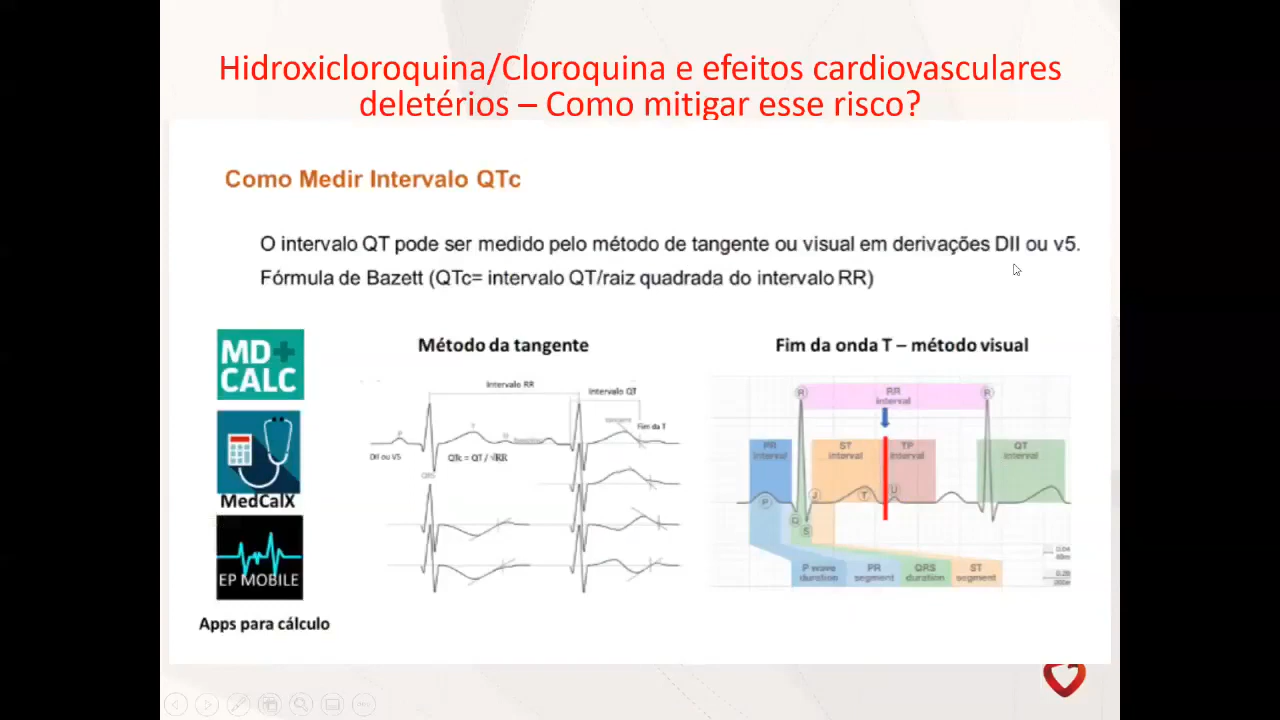 Hidroxicloroquina/Cloroquina e efeitos cardiovasculares
deletérios – Como mitigar esse risco?
Como Medir Intervalo QTc
O intervalo QT pode ser medido pelo método de tangente ou visual em derivações DII ou v5.
Fórmula de Bazett (QTc= intervalo QT/raiz quadrada do intervalo RR)
MD+
CALC
MedCalX
EP MOBILE
Apps para cálculo
Método da tangente
Intervalo RR
Intervalo QT
P
T
U
Fim da T
DII ou V5
QTc = QT / √RR
QRS
Fim da onda T – método visual
R
RR
interval
R
PR
interval
ST
interval
TP
interval
QT
interval
P
Q
S
J
T
U
P wave
duration
PR
segment
QRS
duration
ST
segment